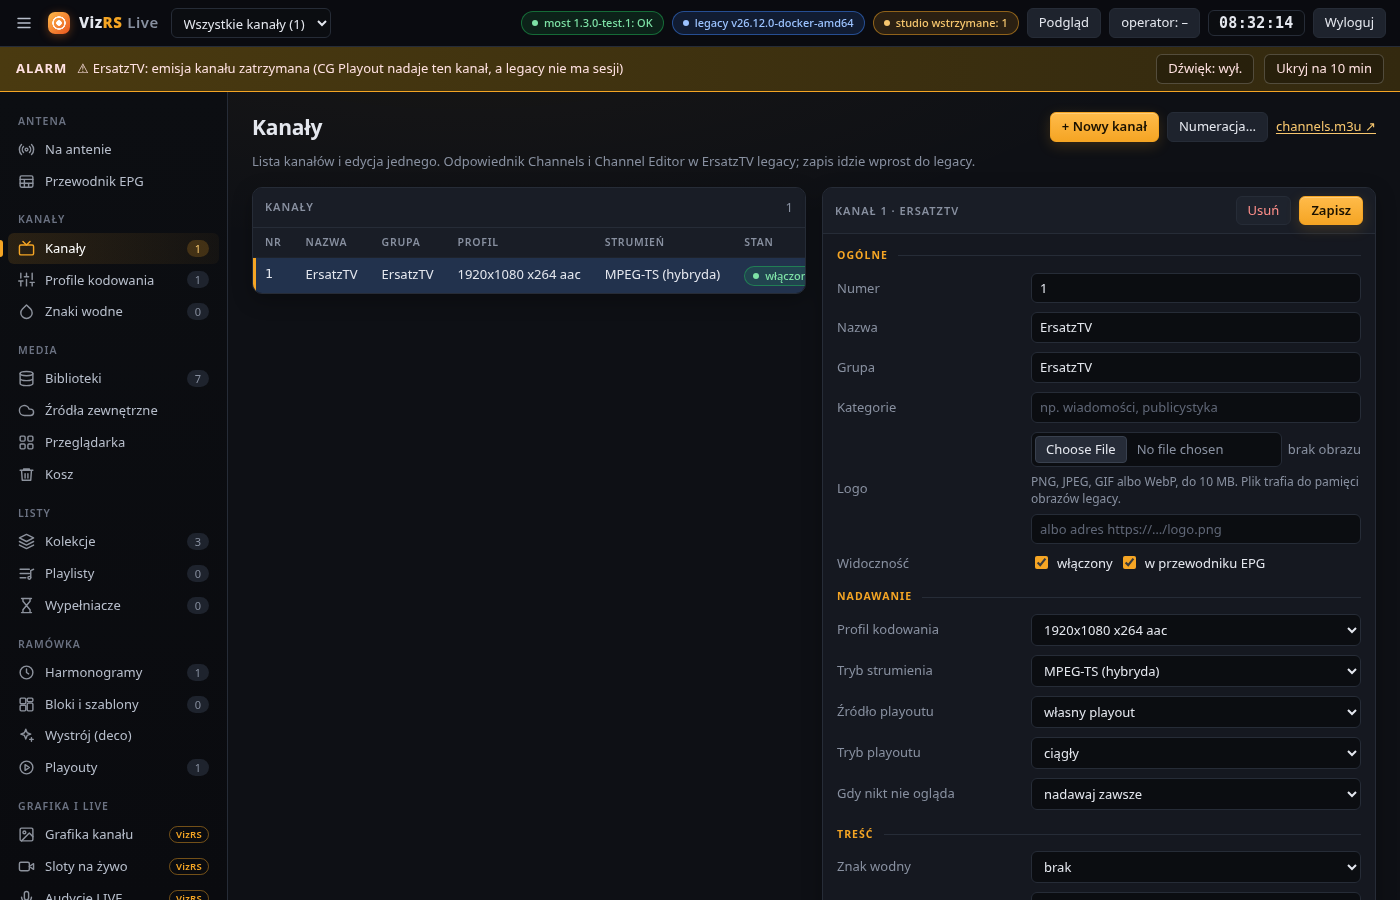 VizRS Live
Wszystkie kanały (1)
most 1.3.0-test.1: OK
legacy v26.12.0-docker-amd64
studio wstrzymane: 1
Podgląd
operator: –
08:32:14
Wyloguj
ALARM ⚠ ErsatzTV: emisja kanału zatrzymana (CG Playout nadaje ten kanał, a legacy nie ma sesji)
Dźwięk: wył.
Ukryj na 10 min
ANTENA
Na antenie
Przewodnik EPG
KANAŁY
Kanały 1
Profile kodowania 1
Znaki wodne 0
MEDIA
Biblioteki 7
Źródła zewnętrzne
Przeglądarka
Kosz
LISTY
Kolekcje 3
Playlisty 0
Wypełniacze 0
RAMÓWKA
Harmonogramy 1
Bloki i szablony 0
Wystrój (deco)
Playouty 1
GRAFIKA I LIVE
Grafika kanału VizRS
Sloty na żywo VizRS
Audycje LIVE VizRS
Kanały
+ Nowy kanał
Numeracja...
channels.m3u ↗
Lista kanałów i edycja jednego. Odpowiednik Channels i Channel Editor w ErsatzTV legacy; zapis idzie wprost do legacy.
KANAŁY 1
NR NAZWA GRUPA PROFIL STRUMIEŃ STAN
1 ErsatzTV ErsatzTV 1920x1080 x264 aac MPEG-TS (hybryda)
KANAŁ 1 · ERSATZTV
Usuń
Zapisz
OGÓLNE
Numer 1
Nazwa ErsatzTV
Grupa ErsatzTV
Kategorie np. wiadomości, publicystyka
Choose File No file chosen brak obrazu
Logo
PNG, JPEG, GIF albo WebP, do 10 MB. Plik trafia do pamięci
obrazów legacy.
albo adres https://.../logo.png
Widoczność włączony w przewodniku EPG
NADAWANIE
Profil kodowania 1920x1080 x264 aac
Tryb strumienia MPEG-TS (hybryda)
Źródło playoutu własny playout
Tryb playoutu ciągły
Gdy nikt nie ogląda nadawaj zawsze
TREŚĆ
Znak wodny brak